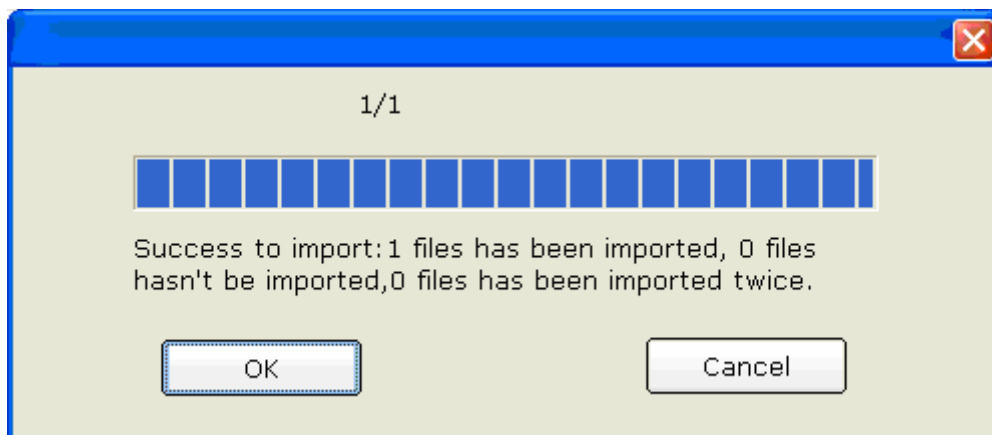 1/1
Success to import:1 files has been imported, 0 files
hasn't be imported,0 files has been imported twice.
OK
Cancel